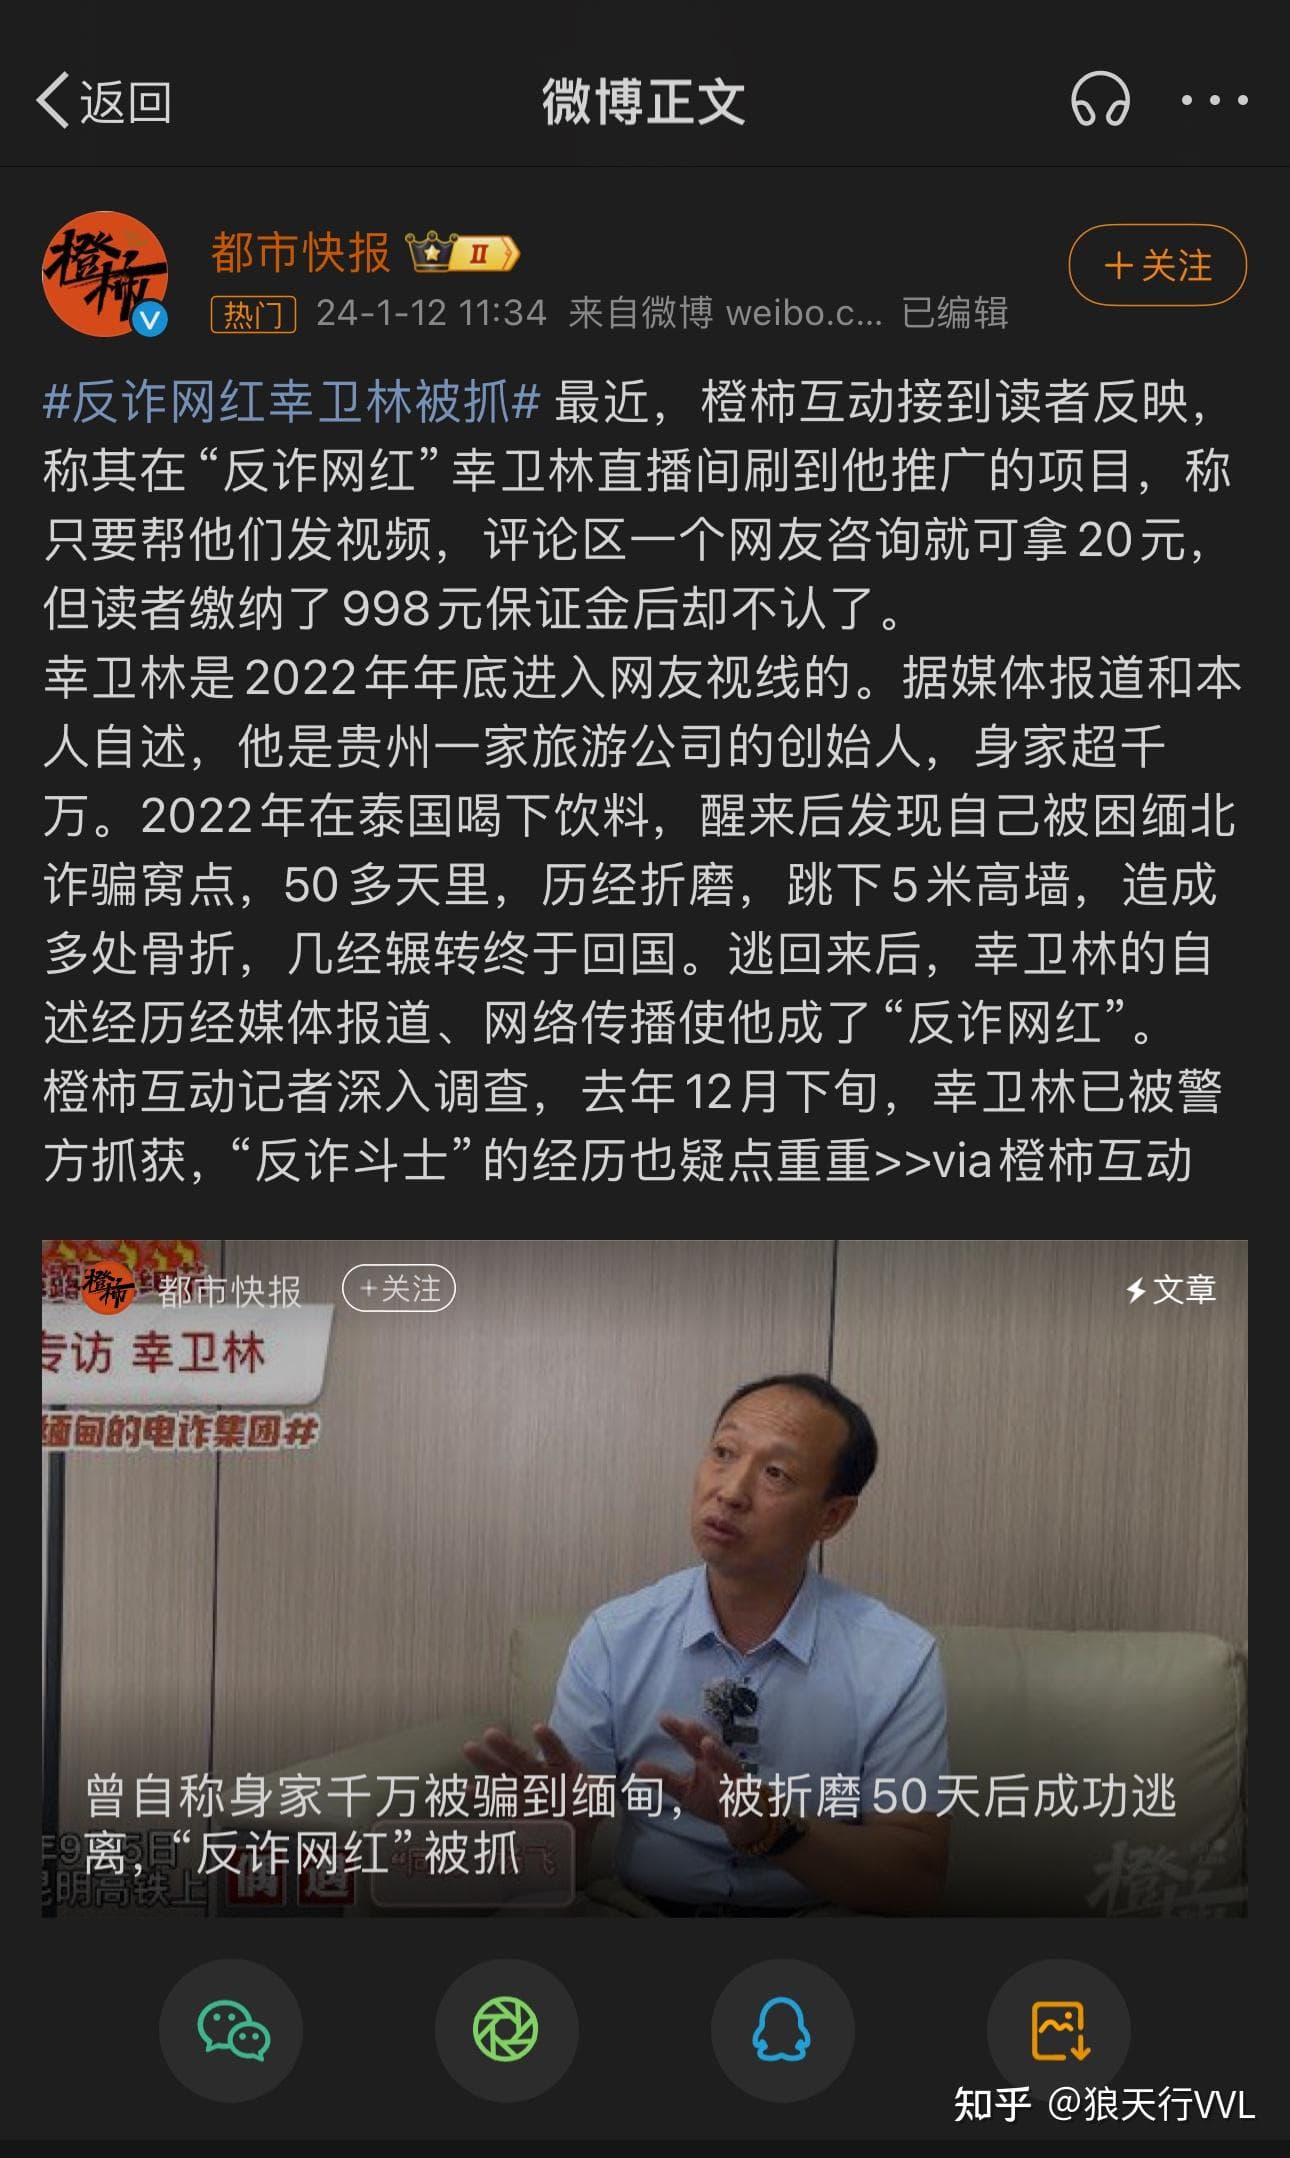 返回
微博正文
橙柿
都市快报 II
+关注
热门 24-1-12 11:34 来自微博 weibo.c... 已编辑
#反诈网红幸卫林被抓# 最近，橙柿互动接到读者反映，
称其在“反诈网红”幸卫林直播间刷到他推广的项目，称
只要帮他们发视频，评论区一个网友咨询就可拿20元，
但读者缴纳了998元保证金后却不认了。
幸卫林是2022年年底进入网友视线的。据媒体报道和本
人自述，他是贵州一家旅游公司的创始人，身家超千
万。2022年在泰国喝下饮料，醒来后发现自己被困缅北
诈骗窝点，50多天里，历经折磨，跳下5米高墙，造成
多处骨折，几经辗转终于回国。逃回来后，幸卫林的自
述经历经媒体报道、网络传播使他成了“反诈网红”。
橙柿互动记者深入调查，去年12月下旬，幸卫林已被警
方抓获，“反诈斗士”的经历也疑点重重>>via橙柿互动
橙柿 都市快报 +关注 文章
专访 幸卫林
缅甸的电诈集团#
曾自称身家千万被骗到缅甸，被折磨50天后成功逃
离，“反诈网红”被抓
昆明高铁上 偶遇
橙柿
知乎 @狼天行VVL